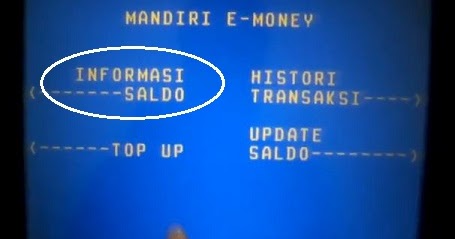 MANDIRI E-MONEY
INFORMASI
<------SALDO
HISTORI
TRANSAKSI---->
<------TOP UP
UPDATE
SALDO-------->